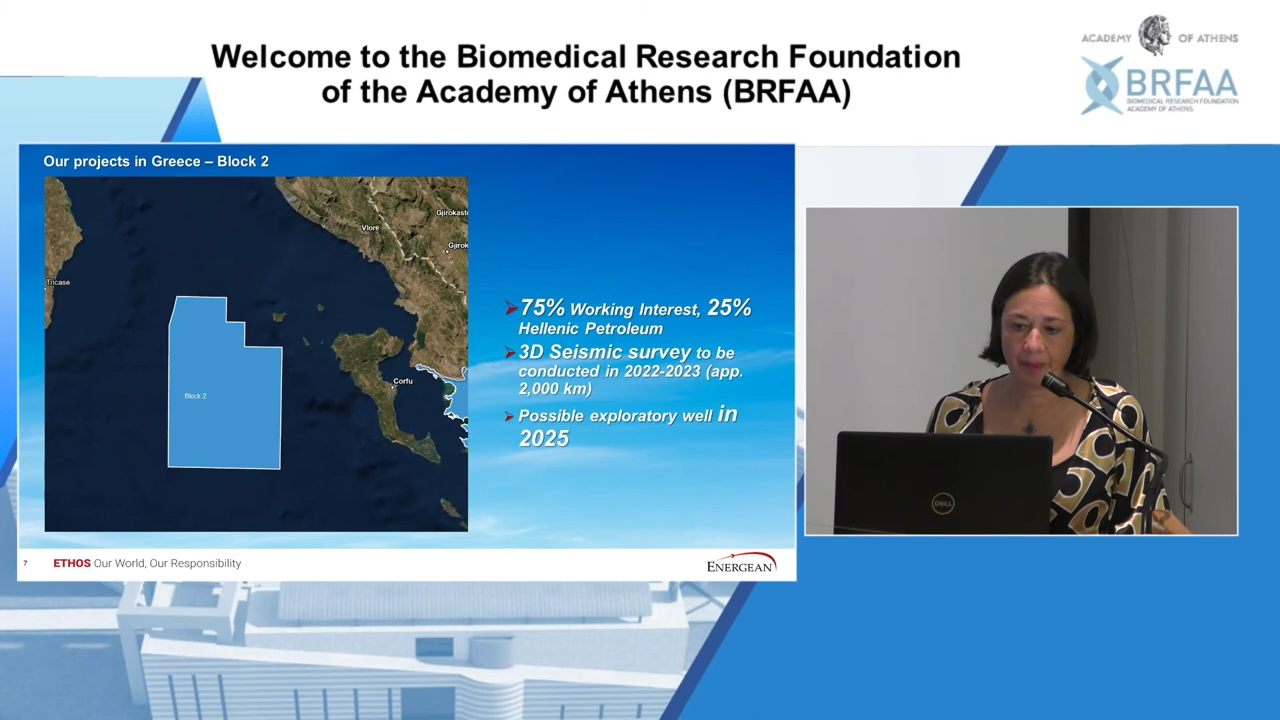 Welcome to the Biomedical Research Foundation
of the Academy of Athens (BRFAA)
ACADEMY OF ATHENS
BRFAA
BIOMEDICAL RESEARCH FOUNDATION
ACADEMY OF ATHENS
Our projects in Greece – Block 2
Gjirokast
Vlore
Gjirok
Tricase
Block 2
Corfu
75% Working Interest, 25%
Hellenic Petroleum
3D Seismic survey to be
conducted in 2022-2023 (app.
2,000 km)
Possible exploratory well in
2025
7
ETHOS Our World, Our Responsibility
ENERGEAN
DELL